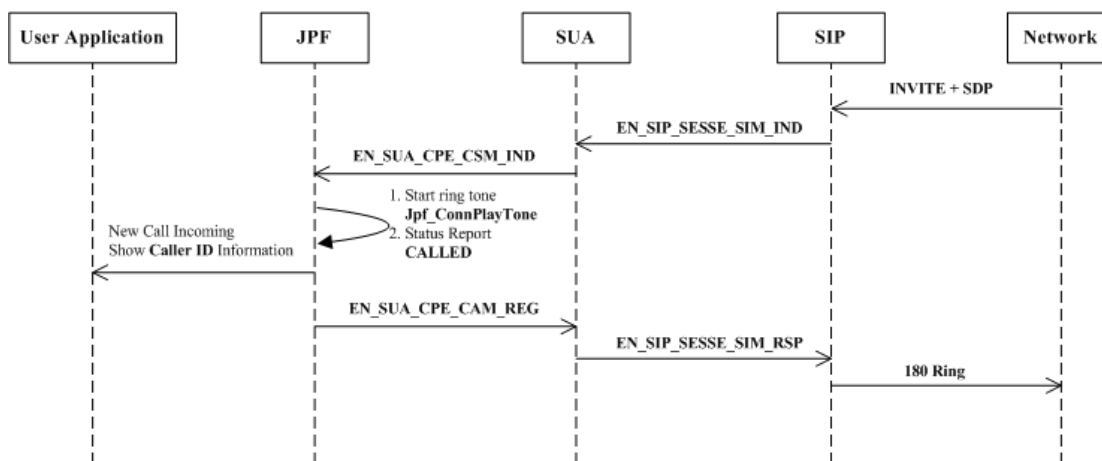 User Application
JPF
SUA
SIP
Network
INVITE + SDP
EN_SIP_SESSE_SIM_IND
EN_SUA_CPE_CSM_IND
1. Start ring tone
Jpf_ConnPlayTone
2. Status Report
CALLED
New Call Incoming
Show Caller ID Information
EN_SUA_CPE_CAM_REG
EN_SIP_SESSE_SIM_RSP
180 Ring